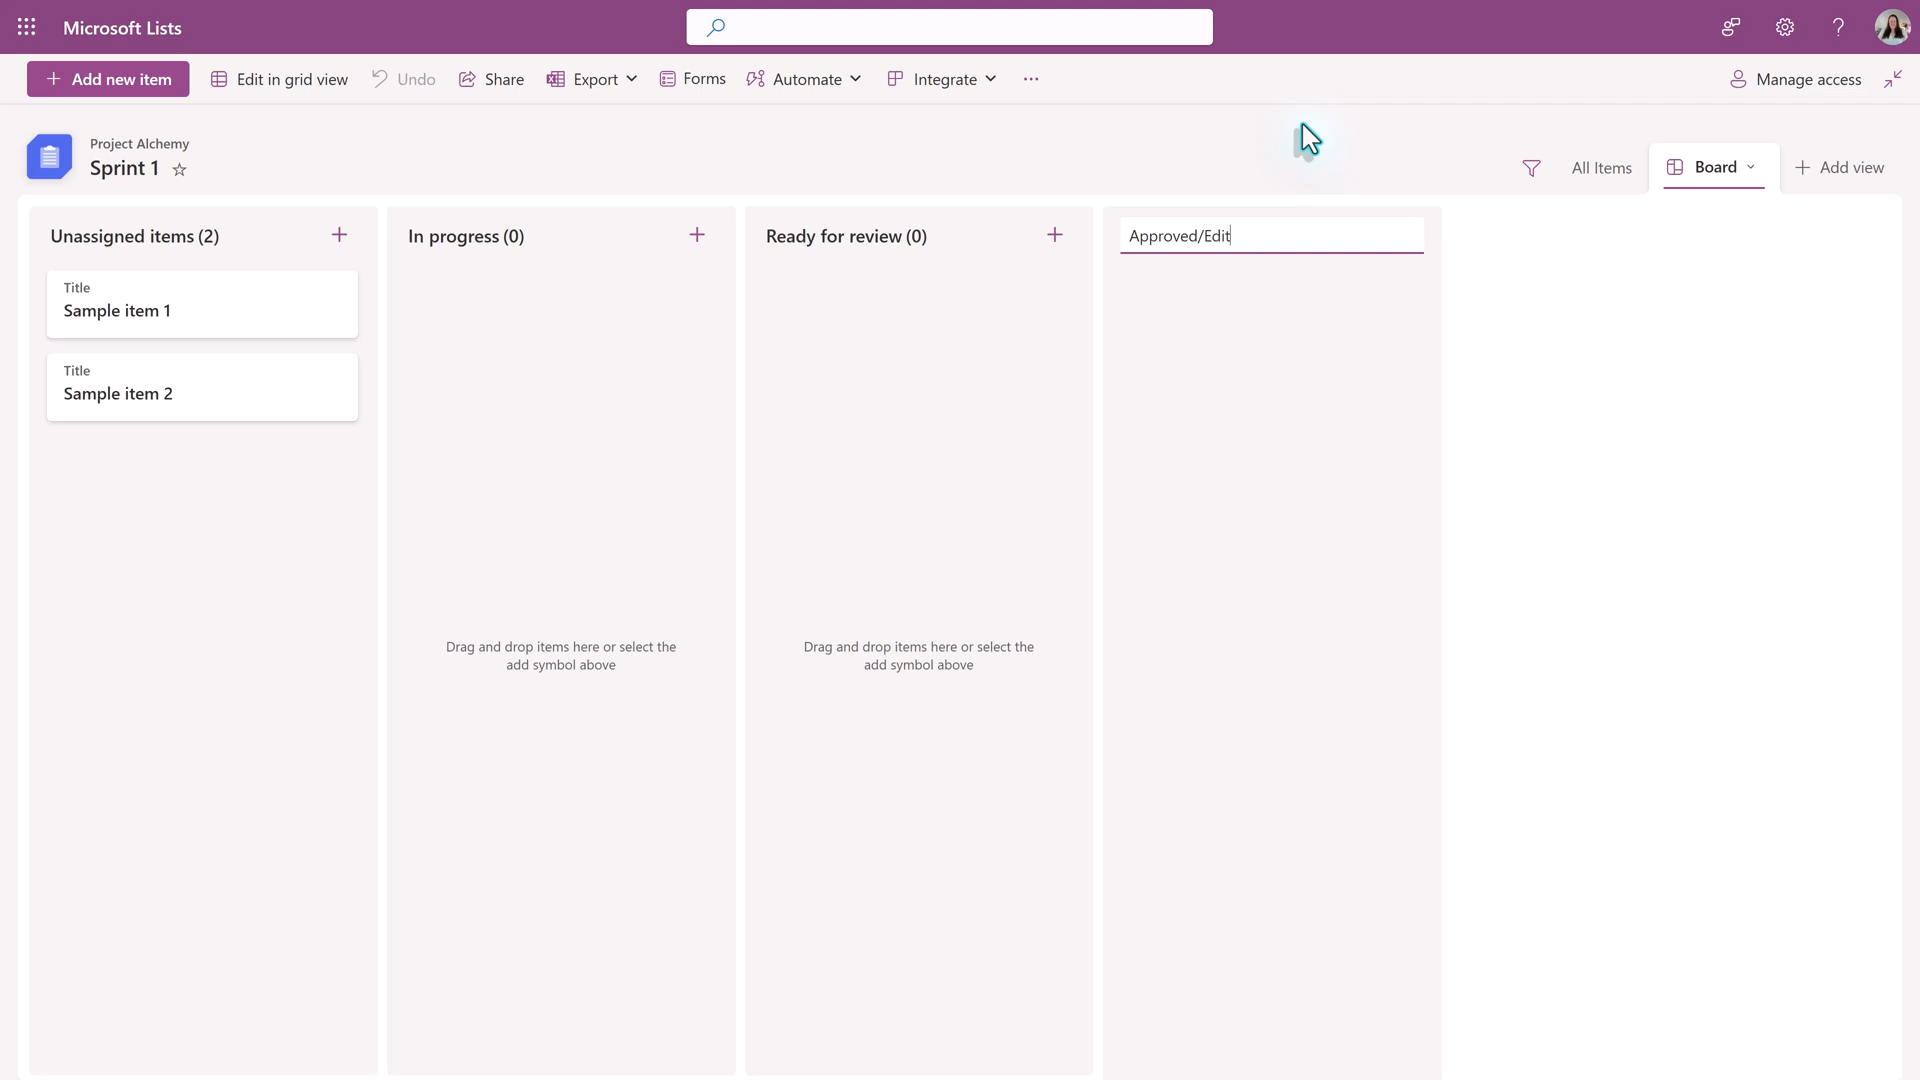 Microsoft Lists
Add new item
Edit in grid view
Undo
Share
Export
Forms
Automate
Integrate
Manage access
Project Alchemy
Sprint 1
All Items
Board
Add view
Unassigned items (2)
In progress (0)
Ready for review (0)
Approved/Edit
Title
Sample item 1
Title
Sample item 2
Drag and drop items here or select the
add symbol above
Drag and drop items here or select the
add symbol above